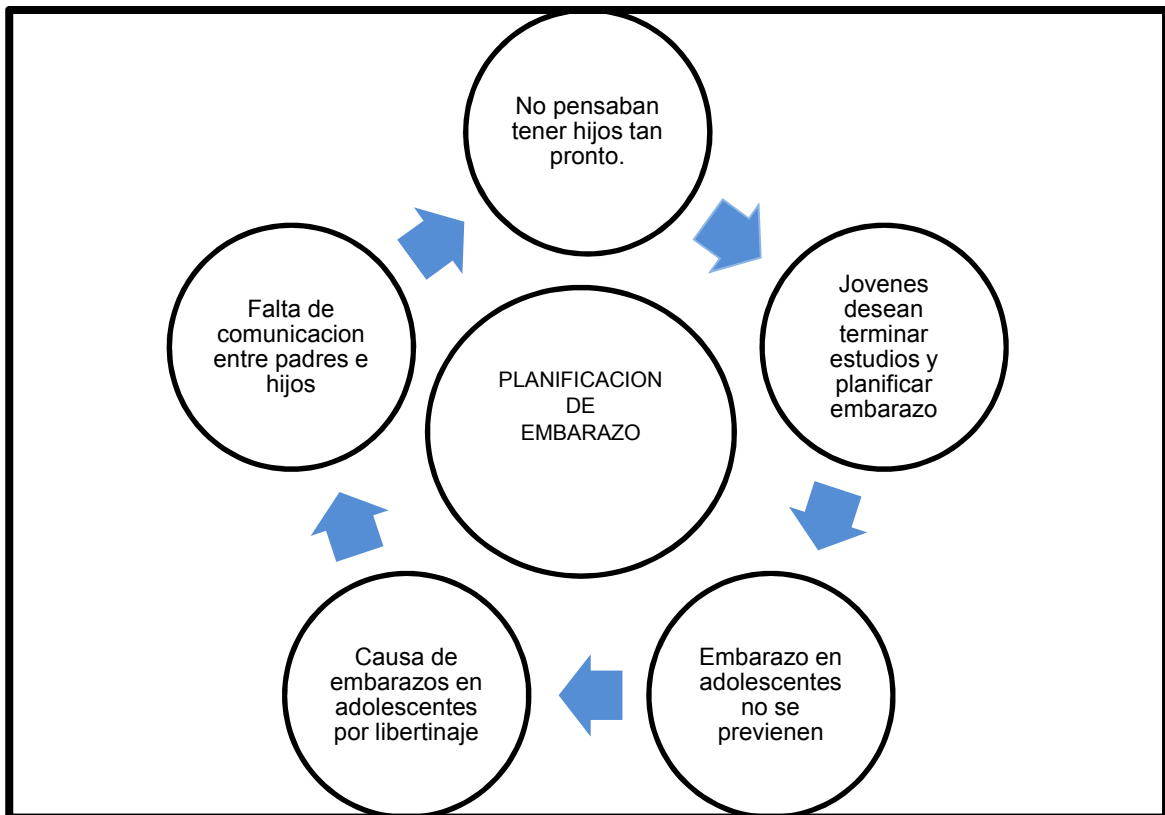 No pensaban
tener hijos tan
pronto.
Jovenes
desean
terminar
estudios y
planificar
embarazo
Embarazo en
adolescentes
no se
previenen
Causa de
embarazos en
adolescentes
por libertinaje
Falta de
comunicacion
entre padres e
hijos
PLANIFICACION
DE
EMBARAZO